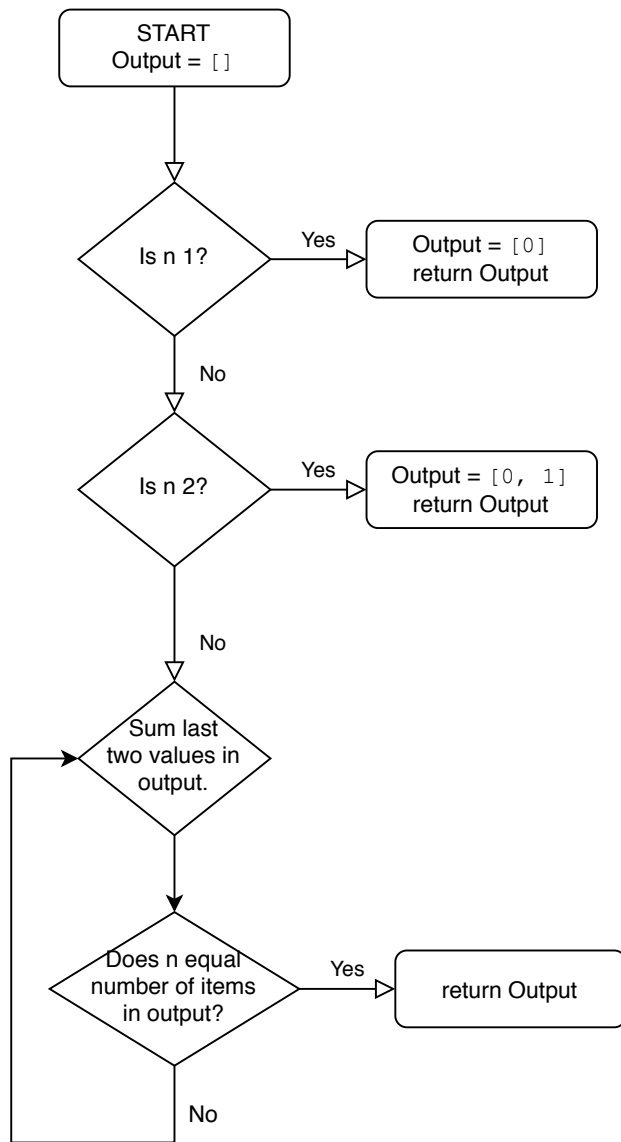 START
Output = []
Is n 1?
Yes
Output = [0]
return Output
No
Is n 2?
Yes
Output = [0, 1]
return Output
No
Sum last
two values in
output.
Does n equal
number of items
in output?
Yes
return Output
No